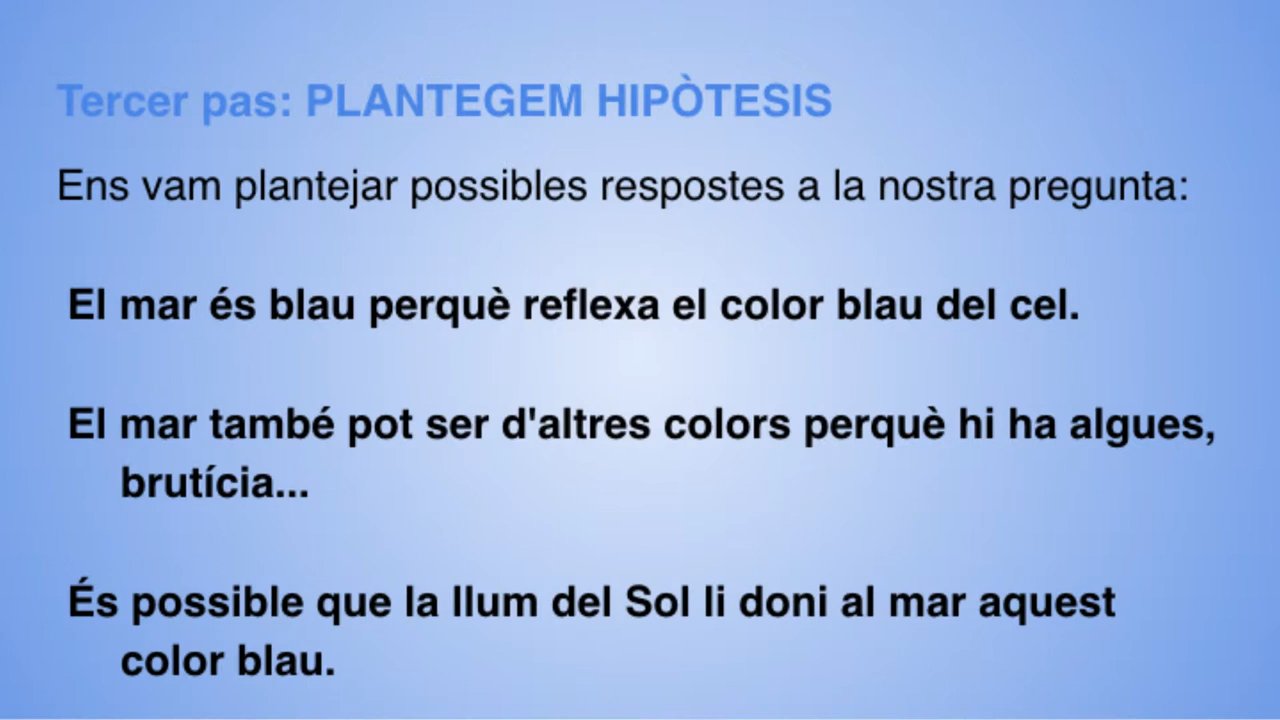 Tercer pas: PLANTEGEM HIPÒTESIS
Ens vam plantejar possibles respostes a la nostra pregunta:
El mar és blau perquè reflexa el color blau del cel.
El mar també pot ser d'altres colors perquè hi ha algues,
brutícia...
És possible que la llum del Sol li doni al mar aquest
color blau.